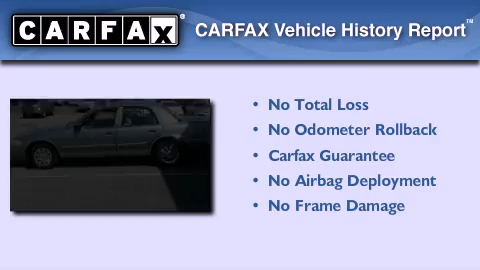 CARFAX® CARFAX Vehicle History Report™
• No Total Loss
• No Odometer Rollback
• Carfax Guarantee
• No Airbag Deployment
• No Frame Damage